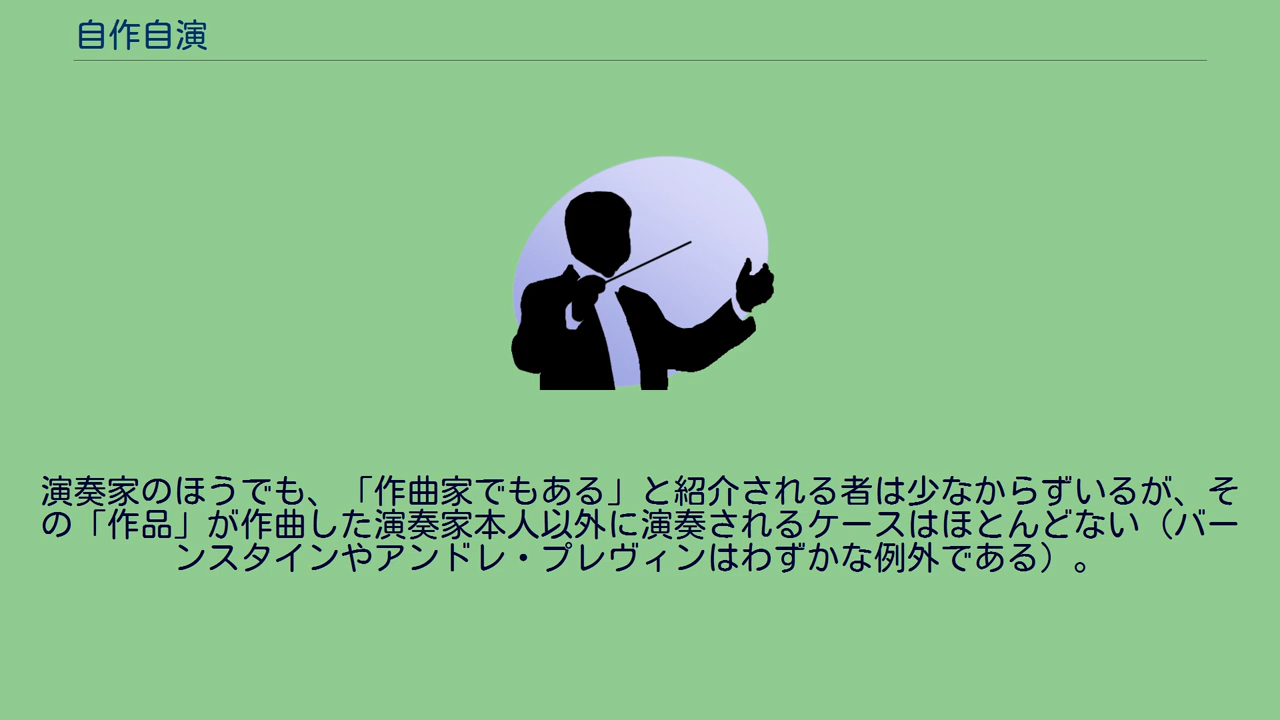 自作自演
演奏家のほうでも、「作曲家でもある」と紹介される者は少なからずいるが、そ
の「作品」が作曲した演奏家本人以外に演奏されるケースはほとんどない（バー
ンスタインやアンドレ・プレヴィンはわずかな例外である）。